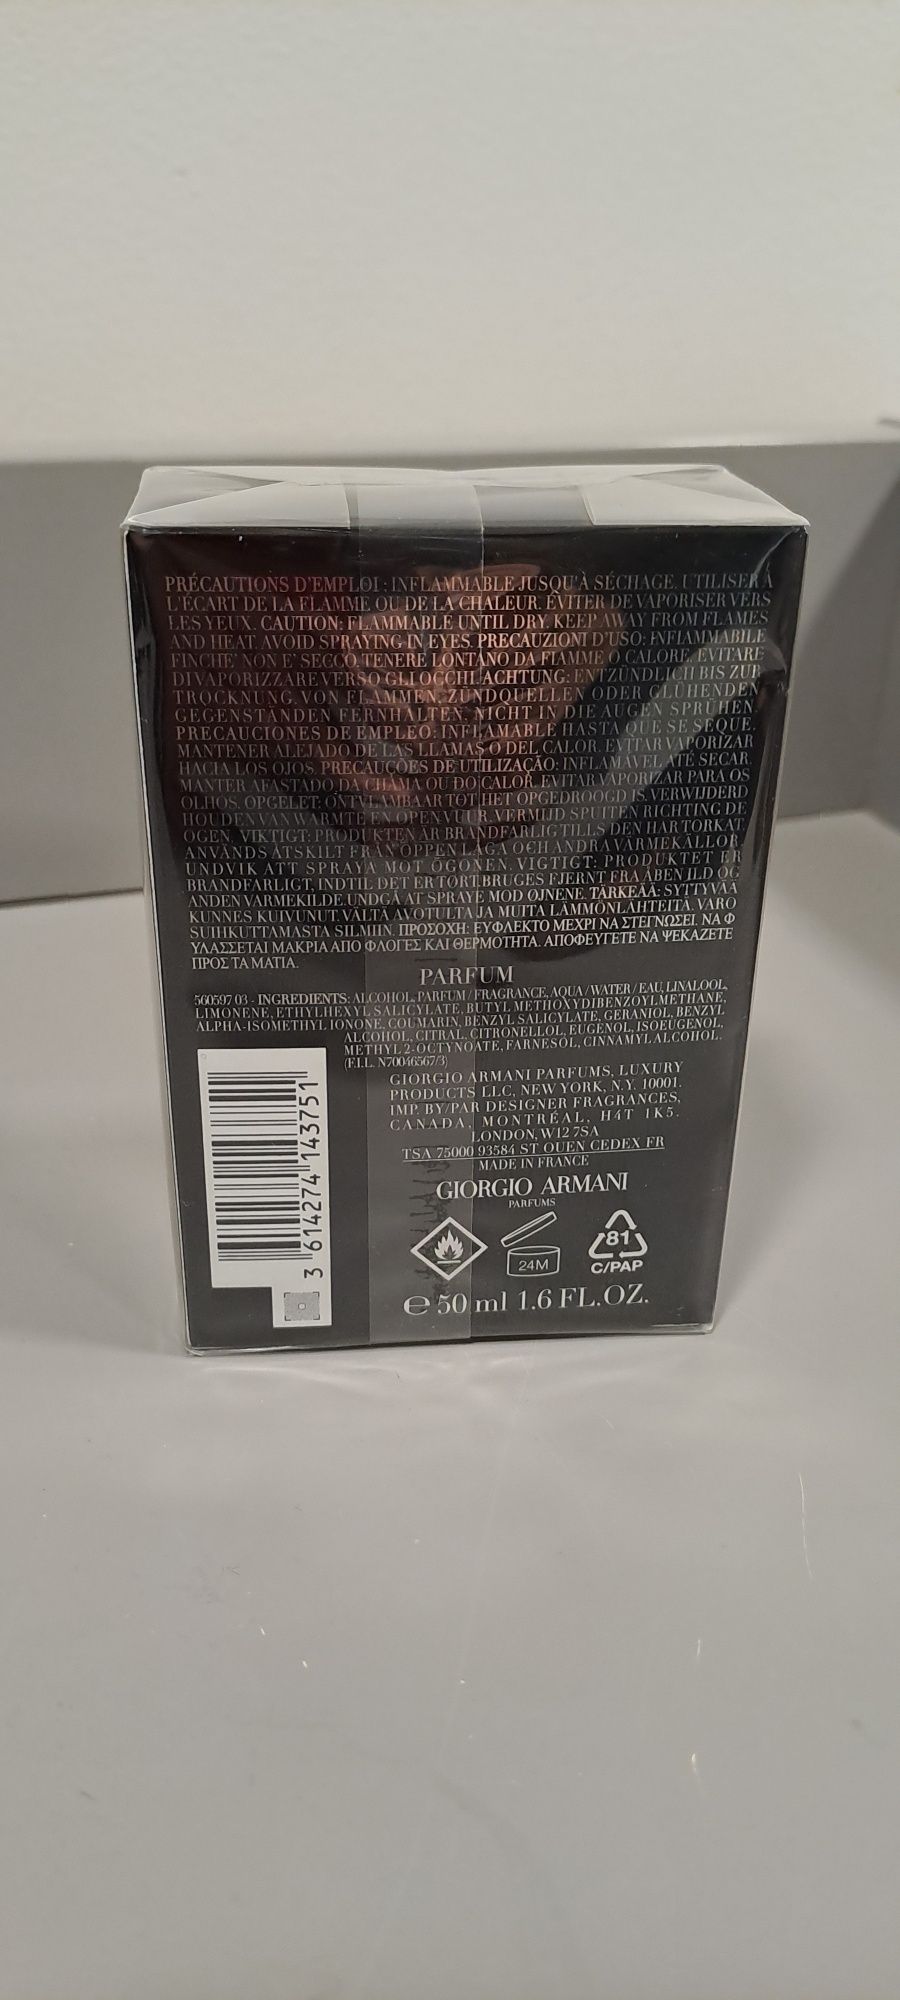 PRÉCAUTIONS D'EMPLOI : INFLAMMABLE JUSQU'À SÉCHAGE. UTILISER À
L'ÉCART DE LA FLAMME OU DE LA CHALEUR. ÉVITER DE VAPORISER VERS
LES YEUX. CAUTION: FLAMMABLE UNTIL DRY. KEEP AWAY FROM FLAMES
AND HEAT. AVOID SPRAYING IN EYES. PRECAUZIONI D'USO: INFIAMMABILE
FINCHE' NON E' SECCO. TENERE LONTANO DA FIAMME O CALORE. EVITARE
DI VAPORIZZARE VERSO GLI OCCHI. ACHTUNG: ENTZÜNDLICH BIS ZUR
TROCKNUNG. VON FLAMMEN, ZÜNDQUELLEN ODER GLÜHENDEN
GEGENSTÄNDEN FERNHALTEN. NICHT IN DIE AUGEN SPRÜHEN.
PRECAUCIONES DE EMPLEO: INFLAMABLE HASTA QUE SE SEQUE.
MANTENER ALEJADO DE LAS LLAMAS O DEL CALOR. EVITAR VAPORIZAR
HACIA LOS OJOS. PRECAUÇÕES DE UTILIZAÇÃO: INFLAMÁVEL ATÉ SECAR.
MANTER AFASTADO DA CHAMA OU DO CALOR. EVITAR VAPORIZAR PARA OS
OLHOS. OPGELET: ONTVLAMBAAR TOT HET OPGEDROOGD IS. VERWIJDERD
HOUDEN VAN WARMTE EN OPEN VUUR. VERMIJD SPUITEN RICHTING DE
OGEN. VIKTIGT: PRODUKTEN ÄR BRANDFARLIG TILLS DEN HAR TORKAT.
ANVÄNDS ÅTSKILT FRÅN ÖPPEN LÅGA OCH ANDRA VÄRMEKÄLLOR.
UNDVIK ATT SPRAYA MOT ÖGONEN. VIGTIGT: PRODUKTET ER
BRANDFARLIGT, INDTIL DET ER TØRT. BRUGES FJERNT FRA ÅBEN ILD OG
ANDEN VARMEKILDE. UNDGÅ AT SPRAYE MOD ØJNENE. TÄRKEÄÄ: SYTTYVÄÄ
KUNNES KUIVUNUT. VÄLTÄ AVOTULTA JA MUITA LÄMMÖNLÄHTEITÄ. VARO
SUIHKUTTAMASTA SILMIIN. ΠΡΟΣΟΧΗ: ΕΥΦΛΕΚΤΟ ΜΕΧΡΙ ΝΑ ΣΤΕΓΝΩΣΕΙ. ΝΑ Φ
ΥΛΑΣΣΕΤΑΙ ΜΑΚΡΙΑ ΑΠΟ ΦΛΟΓΕΣ ΚΑΙ ΘΕΡΜΟΤΗΤΑ. ΑΠΟΦΕΥΓΕΤΕ ΝΑ ΨΕΚΑΖΕΤΕ
ΠΡΟΣ ΤΑ ΜΑΤΙΑ.
PARFUM
560597 03 - INGREDIENTS: ALCOHOL, PARFUM / FRAGRANCE, AQUA / WATER / EAU, LINALOOL,
LIMONENE, ETHYLHEXYL SALICYLATE, BUTYL METHOXYDIBENZOYLMETHANE,
ALPHA-ISOMETHYL IONONE, COUMARIN, BENZYL SALICYLATE, GERANIOL, BENZYL
ALCOHOL, CITRAL, CITRONELLOL, EUGENOL, ISOEUGENOL,
METHYL 2-OCTYNOATE, FARNESOL, CINNAMYL ALCOHOL.
(F.I.L. N70046567/3)
GIORGIO ARMANI PARFUMS, LUXURY
PRODUCTS LLC, NEW YORK, N.Y. 10001.
IMP. BY/PAR DESIGNER FRAGRANCES,
CANADA, MONTRÉAL, H4T 1K5.
LONDON, W12 7SA
TSA 75000 93584 ST OUEN CEDEX FR
MADE IN FRANCE
GIORGIO ARMANI
PARFUMS
24M
81
C/PAP
℮ 50 ml 1.6 FL.OZ.
3 614274 143751